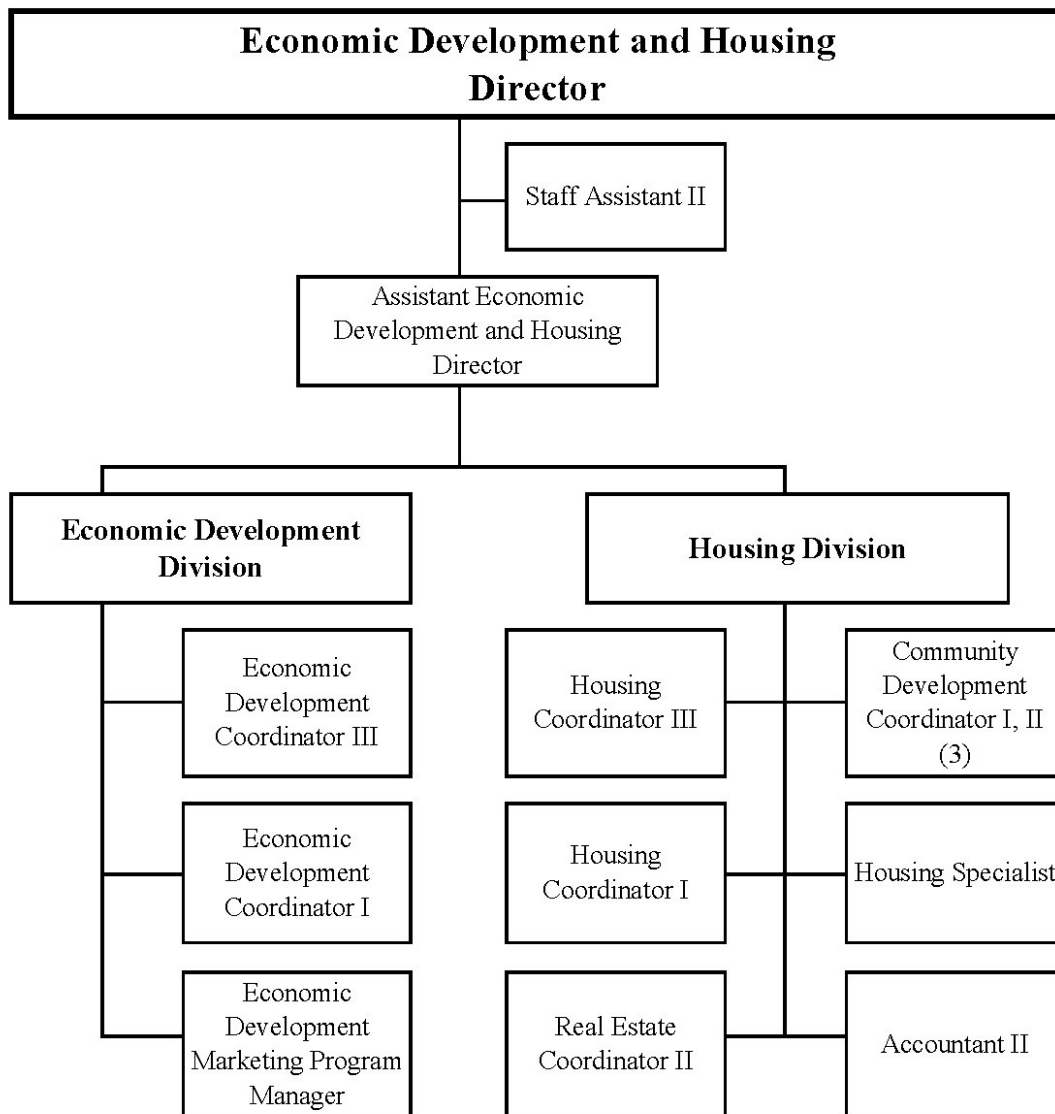 Economic Development and Housing
Director
Staff Assistant II
Assistant Economic
Development and Housing
Director
Economic Development
Division
Housing Division
Economic
Development
Coordinator III
Housing
Coordinator III
Community
Development
Coordinator I, II
(3)
Economic
Development
Coordinator I
Housing
Coordinator I
Housing Specialist
Economic
Development
Marketing Program
Manager
Real Estate
Coordinator II
Accountant II